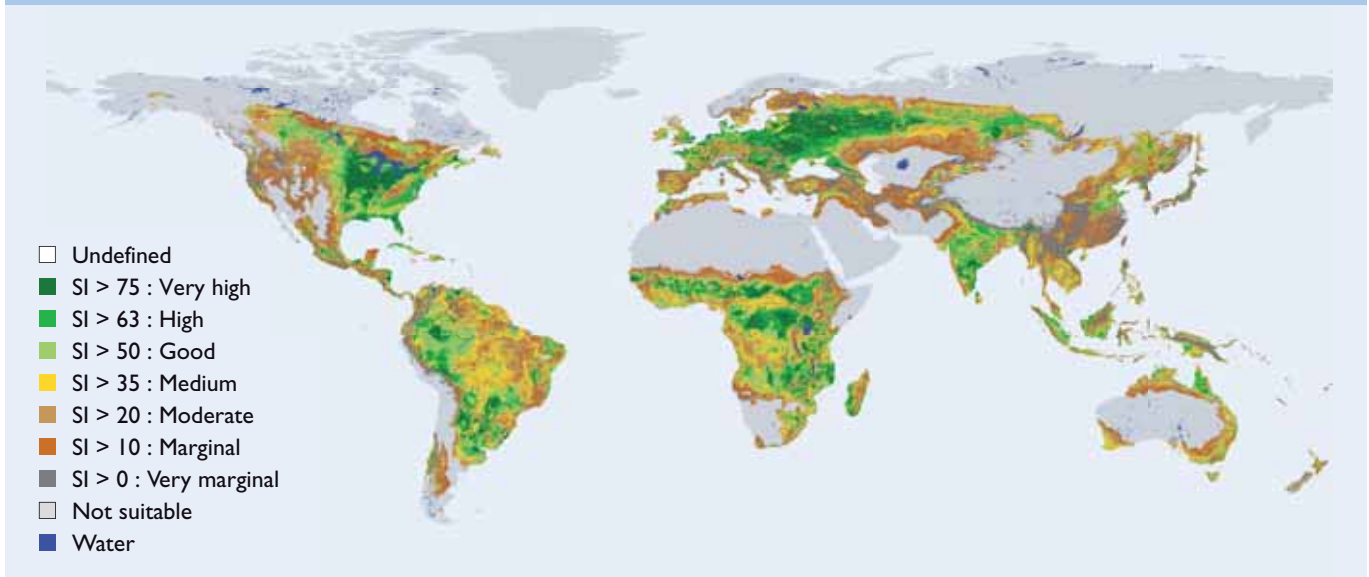 Undefined
SI > 75 : Very high
SI > 63 : High
SI > 50 : Good
SI > 35 : Medium
SI > 20 : Moderate
SI > 10 : Marginal
SI > 0 : Very marginal
Not suitable
Water